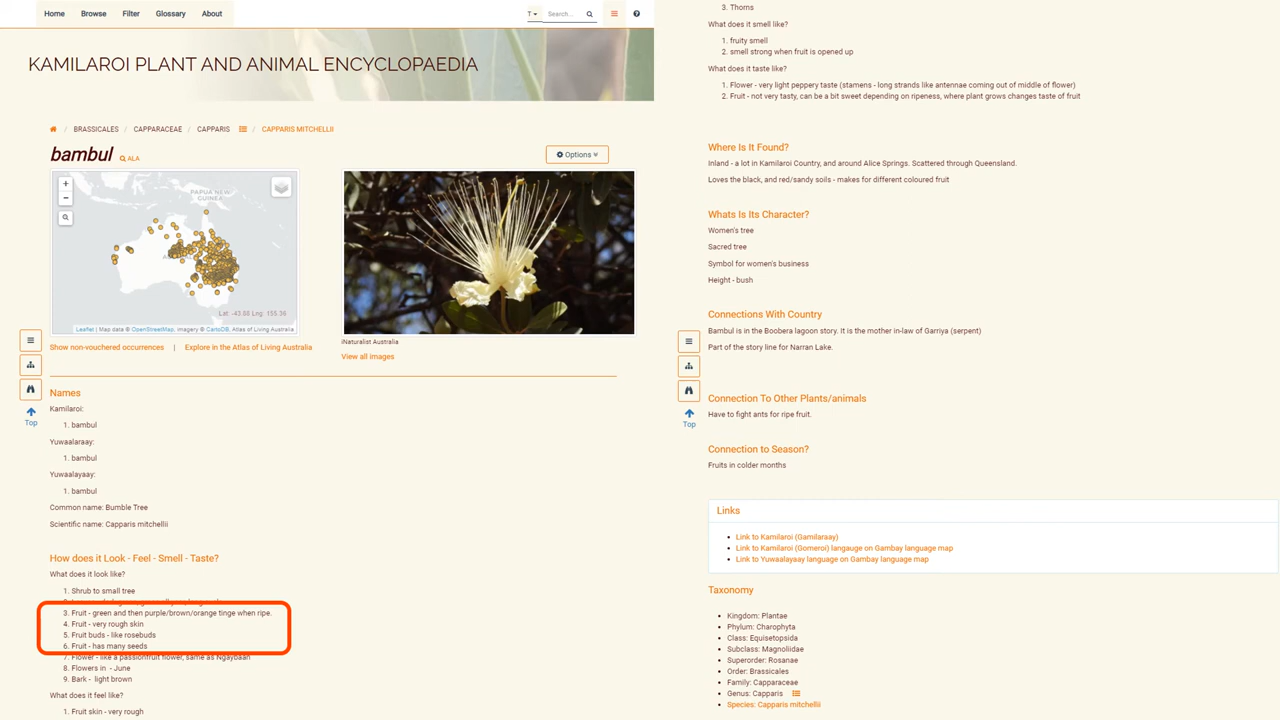 Home Browse Filter Glossary About
T Search...
KAMILAROI PLANT AND ANIMAL ENCYCLOPAEDIA
/ BRASSICALES / CAPPARACEAE / CAPPARIS / CAPPARIS MITCHELLII
bambul ALA
Options
+
−
PAPUA NEW
GUINEA
Lat: -43.88 Lng: 155.36
Leaflet | Map data © OpenStreetMap, imagery © CartoDB, Atlas of Living Australia
iNaturalist Australia
Show non-vouchered occurrences | Explore in the Atlas of Living Australia
View all images
Top
Names
Kamilaroi:
1. bambul
Yuwaalaraay:
1. bambul
Yuwaalayaay:
1. bambul
Common name: Bumble Tree
Scientific name: Capparis mitchellii
How does it Look - Feel - Smell - Taste?
What does it look like?
1. Shrub to small tree
3. Fruit - green and then purple/brown/orange tinge when ripe.
4. Fruit - very rough skin
5. Fruit buds - like rosebuds
6. Fruit - has many seeds
7. Flower - like a passionfruit flower, same as Ngaybaan
8. Flowers in - June
9. Bark - light brown
What does it feel like?
1. Fruit skin - very rough
3. Thorns
What does it smell like?
1. fruity smell
2. smell strong when fruit is opened up
What does it taste like?
1. Flower - very light peppery taste (stamens - long strands like antennae coming out of middle of flower)
2. Fruit - not very tasty, can be a bit sweet depending on ripeness, where plant grows changes taste of fruit
Where Is It Found?
Inland - a lot in Kamilaroi Country, and around Alice Springs. Scattered through Queensland.
Loves the black, and red/sandy soils - makes for different coloured fruit
Whats Is Its Character?
Women's tree
Sacred tree
Symbol for women's business
Height - bush
Connections With Country
Bambul is in the Boobera lagoon story. It is the mother in-law of Garriya (serpent)
Part of the story line for Narran Lake.
Connection To Other Plants/animals
Have to fight ants for ripe fruit.
Top
Connection to Season?
Fruits in colder months
Links
Link to Kamilaroi (Gamilaraay)
Link to Kamilaroi (Gomeroi) langauge on Gambay language map
Link to Yuwaalayaay language on Gambay language map
Taxonomy
Kingdom: Plantae
Phylum: Charophyta
Class: Equisetopsida
Subclass: Magnoliidae
Superorder: Rosanae
Order: Brassicales
Family: Capparaceae
Genus: Capparis
Species: Capparis mitchellii